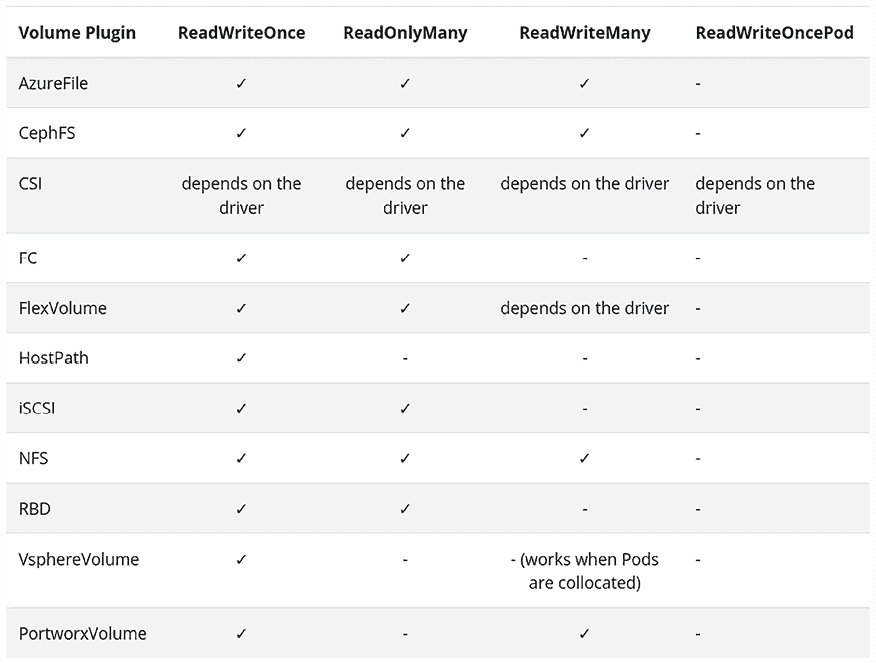 Volume Plugin ReadWriteOnce ReadOnlyMany ReadWriteMany ReadWriteOncePod
AzureFile ✓ ✓ ✓ -
CephFS ✓ ✓ ✓ -
CSI depends on the depends on the depends on the driver depends on the
driver driver driver
FC ✓ ✓ - -
FlexVolume ✓ ✓ depends on the driver -
HostPath ✓ - - -
iSCSI ✓ ✓ - -
NFS ✓ ✓ ✓ -
RBD ✓ ✓ - -
VsphereVolume ✓ - - (works when Pods -
are collocated)
PortworxVolume ✓ - ✓ -